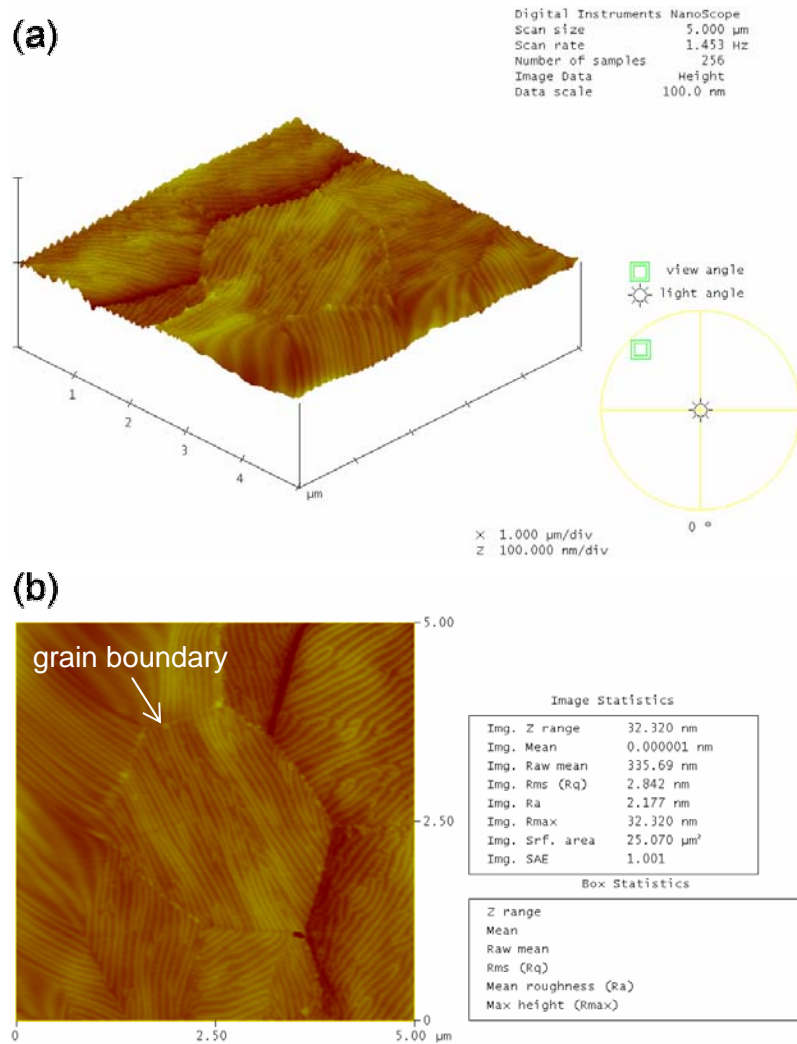 (a)
Digital Instruments NanoScope
Scan size 5.000 µm
Scan rate 1.453 Hz
Number of samples 256
Image Data Height
Data scale 100.0 nm
view angle
light angle
1
2
3
4
µm
0 º
X 1.000 µm/div
Z 100.000 nm/div
(b)
grain boundary
5.00
2.50
0
0 2.50 5.00 µm
Image Statistics
Img. Z range 32.320 nm
Img. Mean 0.000001 nm
Img. Raw mean 335.69 nm
Img. Rms (Rq) 2.842 nm
Img. Ra 2.177 nm
Img. Rmax 32.320 nm
Img. Srf. area 25.070 µm²
Img. SAE 1.001
Box Statistics
Z range
Mean
Raw mean
Rms (Rq)
Mean roughness (Ra)
Max height (Rmax)